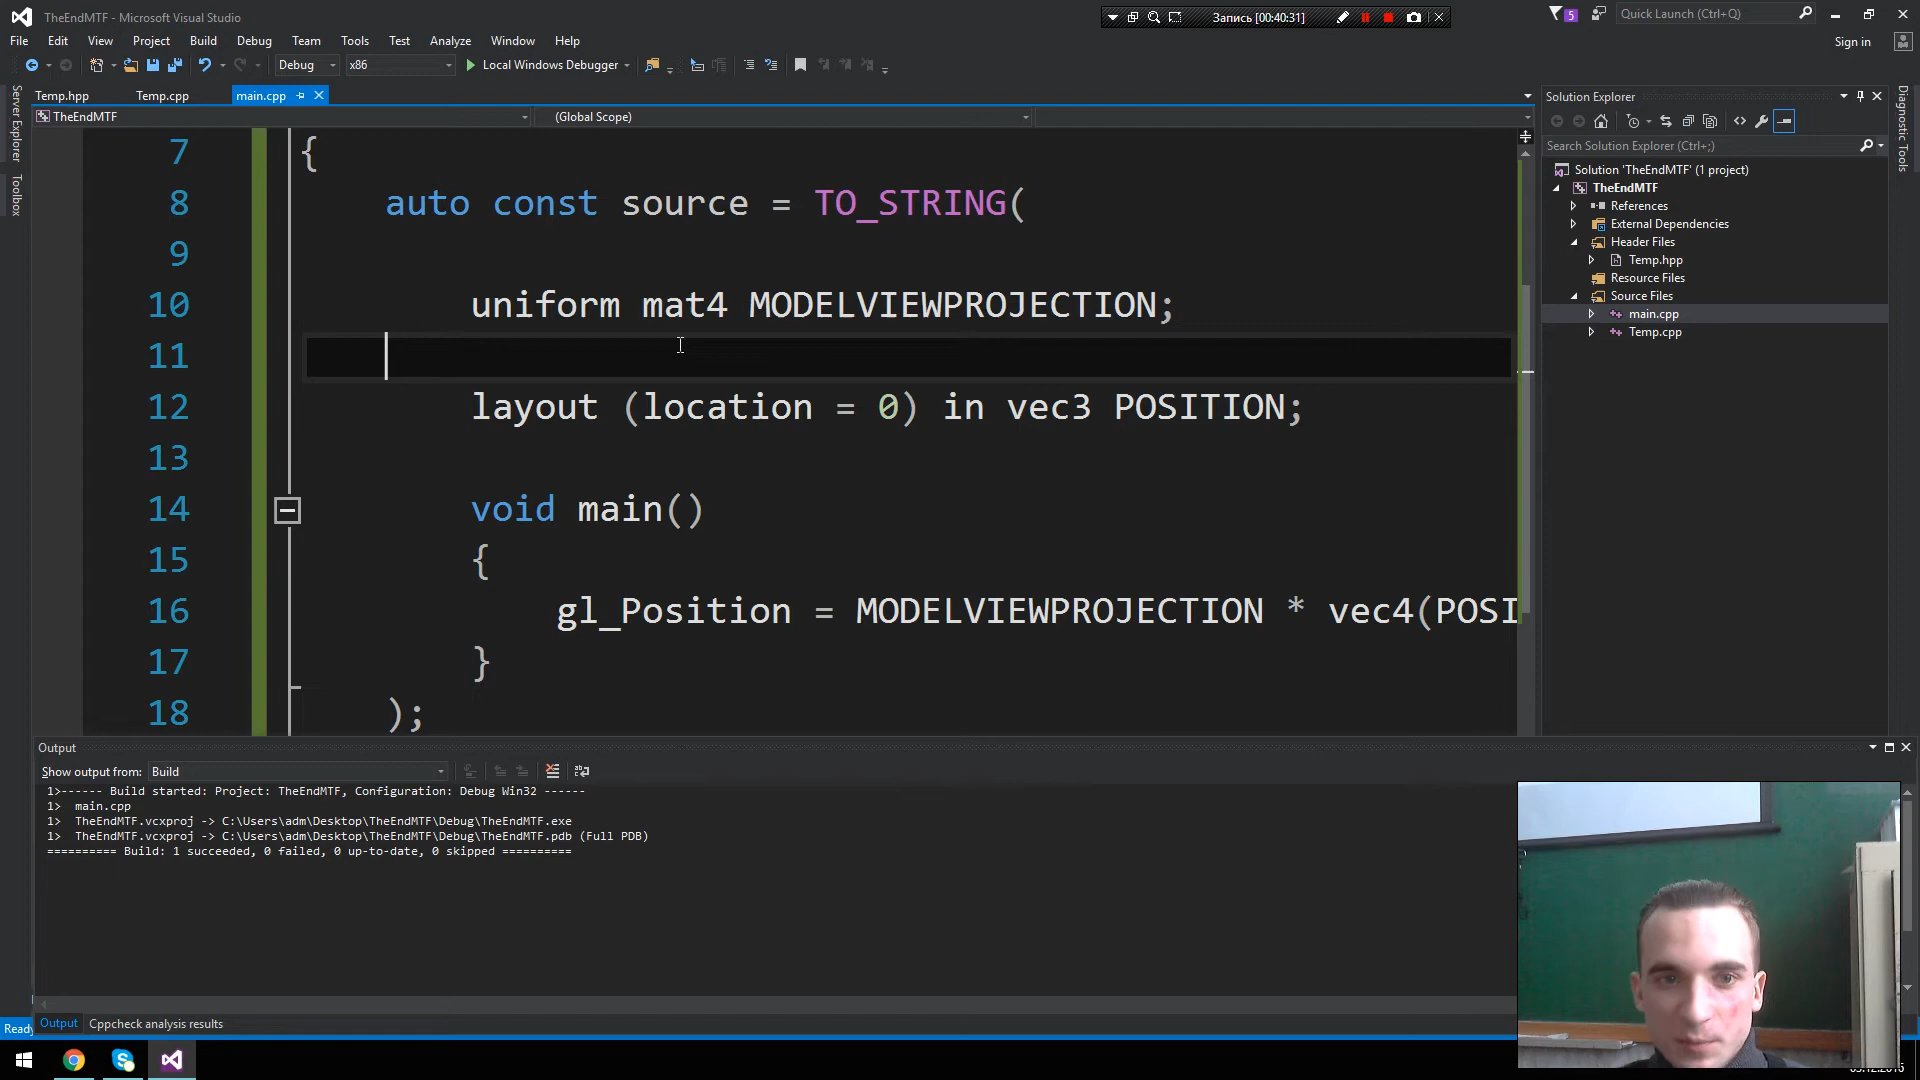 TheEndMTF - Microsoft Visual Studio
Запись [00:40:31]
5
Quick Launch (Ctrl+Q)
File Edit View Project Build Debug Team Tools Test Analyze Window Help
Sign in
Debug x86 Local Windows Debugger
Server Explorer
Toolbox
Temp.hpp Temp.cpp main.cpp
TheEndMTF (Global Scope)
7 {
8 auto const source = TO_STRING(
9
10 uniform mat4 MODELVIEWPROJECTION;
11
12 layout (location = 0) in vec3 POSITION;
13
14 void main()
15 {
16 gl_Position = MODELVIEWPROJECTION * vec4(POSI
17 }
18 );
Solution Explorer
Search Solution Explorer (Ctrl+;)
Solution 'TheEndMTF' (1 project)
TheEndMTF
References
External Dependencies
Header Files
Temp.hpp
Resource Files
Source Files
main.cpp
Temp.cpp
Diagnostic Tools
Output
Show output from: Build
1>------ Build started: Project: TheEndMTF, Configuration: Debug Win32 ------
1> main.cpp
1> TheEndMTF.vcxproj -> C:\Users\adm\Desktop\TheEndMTF\Debug\TheEndMTF.exe
1> TheEndMTF.vcxproj -> C:\Users\adm\Desktop\TheEndMTF\Debug\TheEndMTF.pdb (Full PDB)
========== Build: 1 succeeded, 0 failed, 0 up-to-date, 0 skipped ==========
Output Cppcheck analysis results
Ready